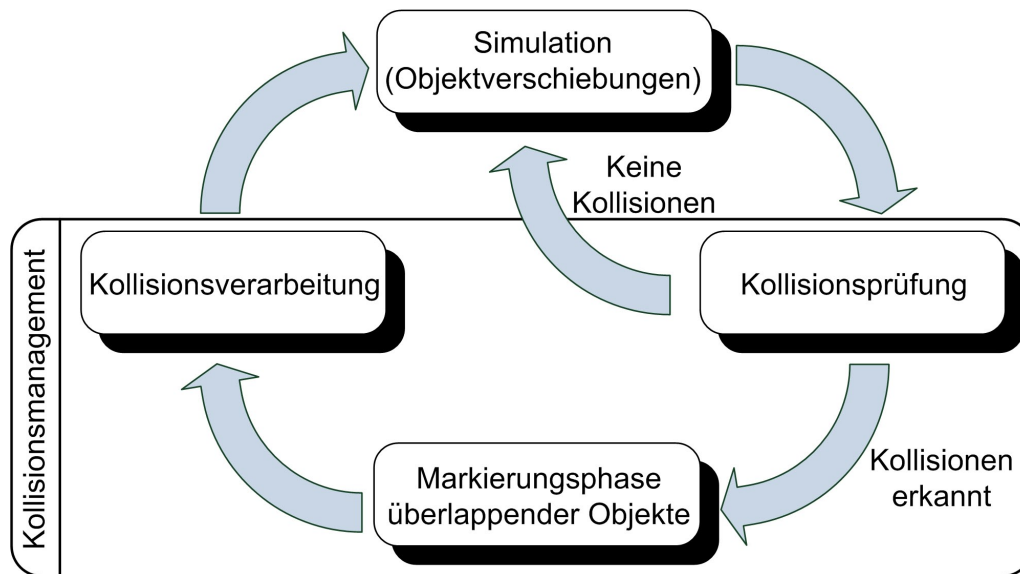 Simulation
(Objektverschiebungen)
Keine
Kollisionen
Kollisionsmanagement
Kollisionsverarbeitung
Kollisionsprüfung
Markierungsphase
überlappender Objekte
Kollisionen
erkannt